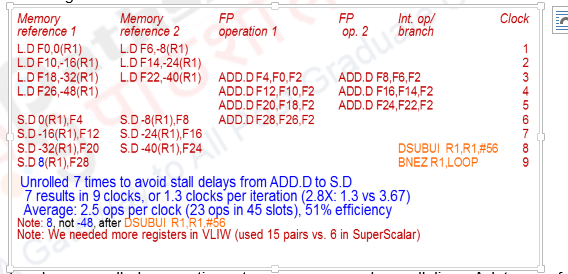 Memory Memory FP FP Int. op/ Clock
reference 1 reference 2 operation 1 op. 2 branch
L.D F0,0(R1) L.D F6,-8(R1) 1
L.D F10,-16(R1) L.D F14,-24(R1) 2
L.D F18,-32(R1) L.D F22,-40(R1) ADD.D F4,F0,F2 ADD.D F8,F6,F2 3
L.D F26,-48(R1) ADD.D F12,F10,F2 ADD.D F16,F14,F2 4
ADD.D F20,F18,F2 ADD.D F24,F22,F2 5
S.D 0(R1),F4 S.D -8(R1),F8 ADD.D F28,F26,F2 6
S.D -16(R1),F12 S.D -24(R1),F16 7
S.D -32(R1),F20 S.D -40(R1),F24 DSUBUI R1,R1,#56 8
S.D 8(R1),F28 BNEZ R1,LOOP 9
Unrolled 7 times to avoid stall delays from ADD.D to S.D
7 results in 9 clocks, or 1.3 clocks per iteration (2.8X: 1.3 vs 3.67)
Average: 2.5 ops per clock (23 ops in 45 slots), 51% efficiency
Note: 8, not -48, after DSUBUI R1,R1,#56
Note: We needed more registers in VLIW (used 15 pairs vs. 6 in SuperScalar)